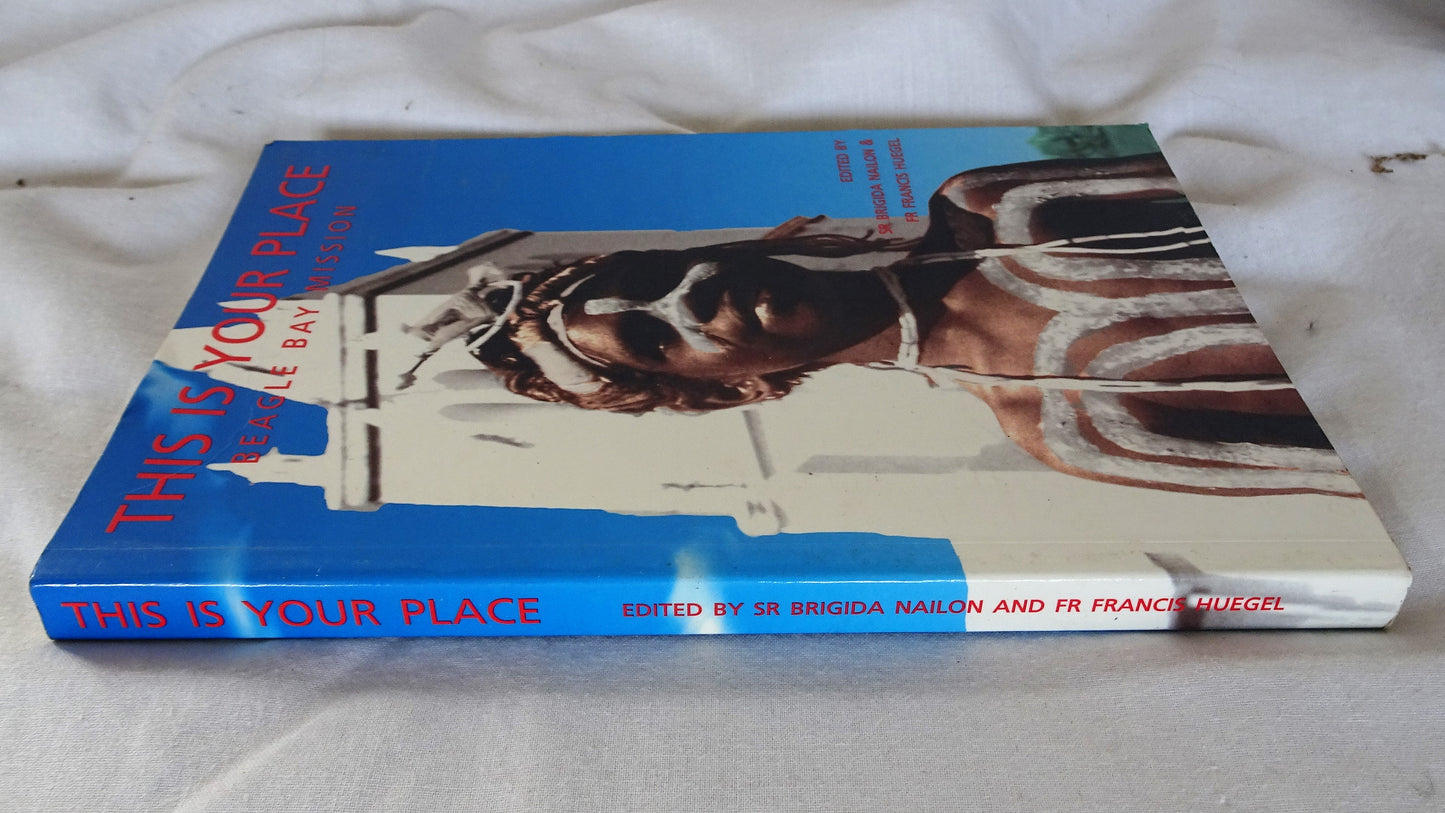 THIS IS YOUR PLACE
BEAGLE BAY MISSION
EDITED BY
SR BRIGIDA NAILON &
FR FRANCIS HUEGEL
THIS IS YOUR PLACE
EDITED BY SR BRIGIDA NAILON AND FR FRANCIS HUEGEL